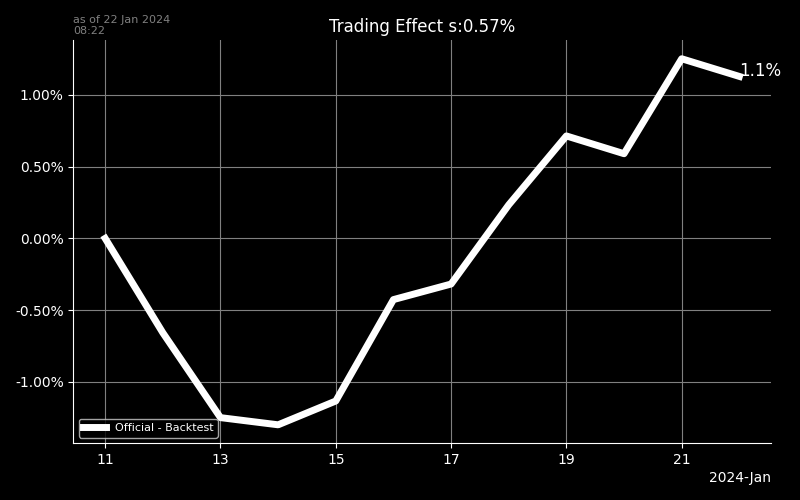 as of 22 Jan 2024
08:22
Trading Effect s:0.57%
1.1%
1.00%
0.50%
0.00%
-0.50%
-1.00%
Official - Backtest
11 13 15 17 19 21
2024-Jan